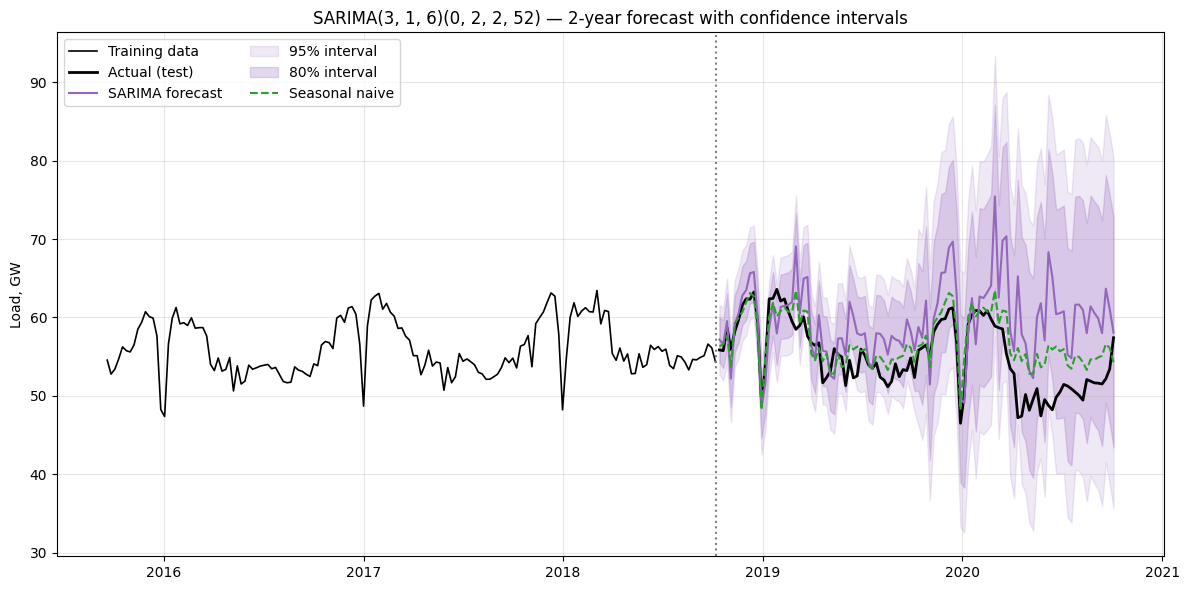 SARIMA(3, 1, 6)(0, 2, 2, 52) — 2-year forecast with confidence intervals
Training data
Actual (test)
SARIMA forecast
95% interval
80% interval
Seasonal naive
Load, GW
90
80
70
60
50
40
30
2016
2017
2018
2019
2020
2021